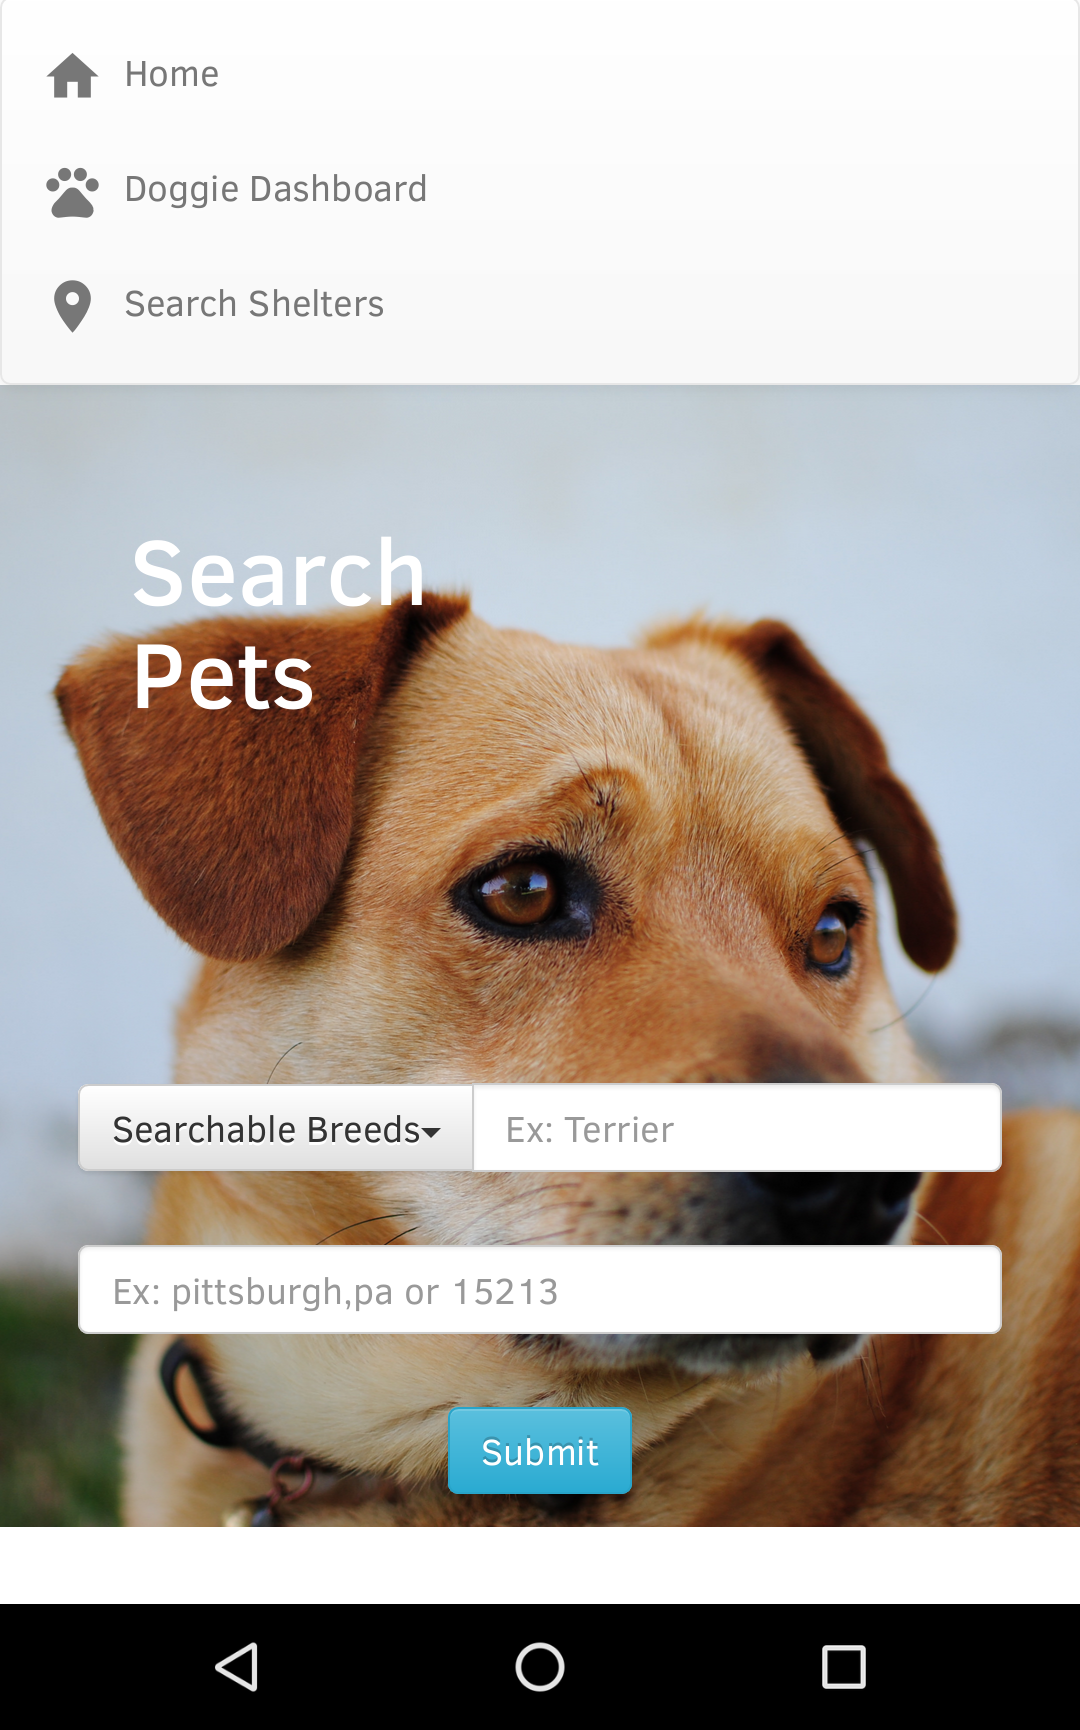 Home
Doggie Dashboard
Search Shelters
Search
Pets
Searchable Breeds
Ex: Terrier
Ex: pittsburgh,pa or 15213
Submit